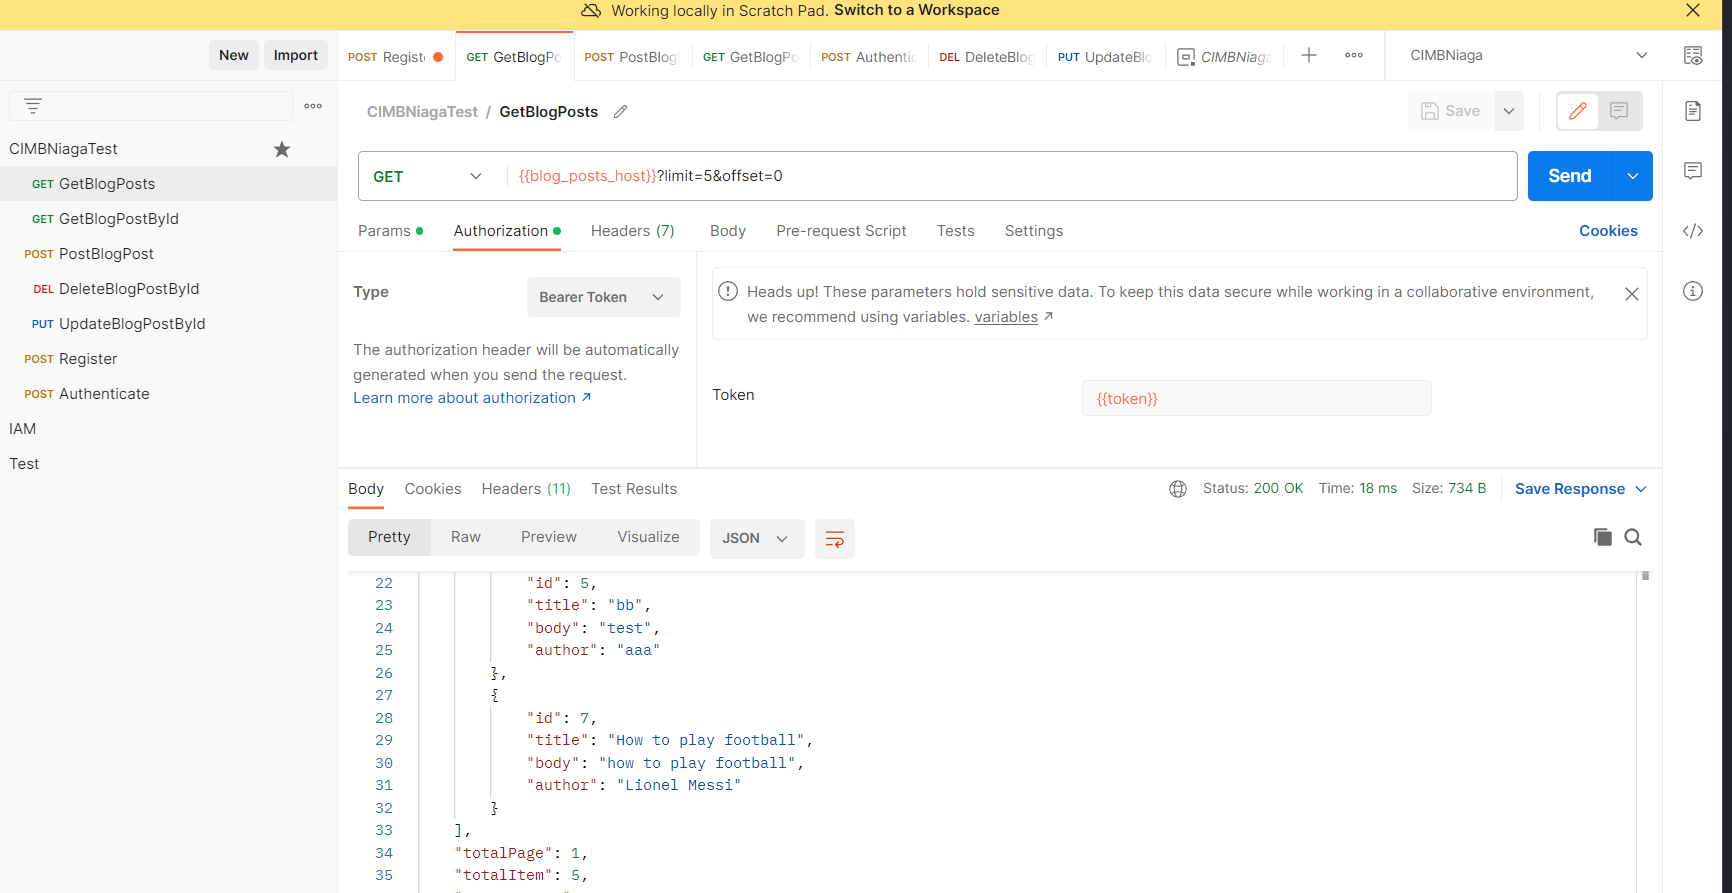 Working locally in Scratch Pad. Switch to a Workspace
New Import
POST Registe GET GetBlogPo POST PostBlog GET GetBlogPo POST Authentic DEL DeleteBlog PUT UpdateBlo CIMBNiaga CIMBNiaga
CIMBNiagaTest / GetBlogPosts Save
CIMBNiagaTest
GET GetBlogPosts
GET GetBlogPostById
POST PostBlogPost
DEL DeleteBlogPostById
PUT UpdateBlogPostById
POST Register
POST Authenticate
IAM
Test
GET {{blog_posts_host}}?limit=5&offset=0 Send
Params Authorization Headers (7) Body Pre-request Script Tests Settings Cookies
Type Bearer Token
The authorization header will be automatically
generated when you send the request.
Learn more about authorization ↗
Heads up! These parameters hold sensitive data. To keep this data secure while working in a collaborative environment,
we recommend using variables. variables ↗
Token {{token}}
Body Cookies Headers (11) Test Results Status: 200 OK Time: 18 ms Size: 734 B Save Response
Pretty Raw Preview Visualize JSON
22 "id": 5,
23 "title": "bb",
24 "body": "test",
25 "author": "aaa"
26 },
27 {
28 "id": 7,
29 "title": "How to play football",
30 "body": "how to play football",
31 "author": "Lionel Messi"
32 }
33 ],
34 "totalPage": 1,
35 "totalItem": 5,